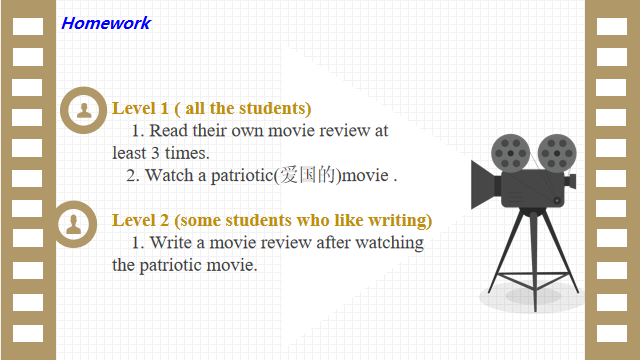 Homework
Level 1 ( all the students)
1. Read their own movie review at
least 3 times.
2. Watch a patriotic(爱国的)movie .
Level 2 (some students who like writing)
1. Write a movie review after watching
the patriotic movie.